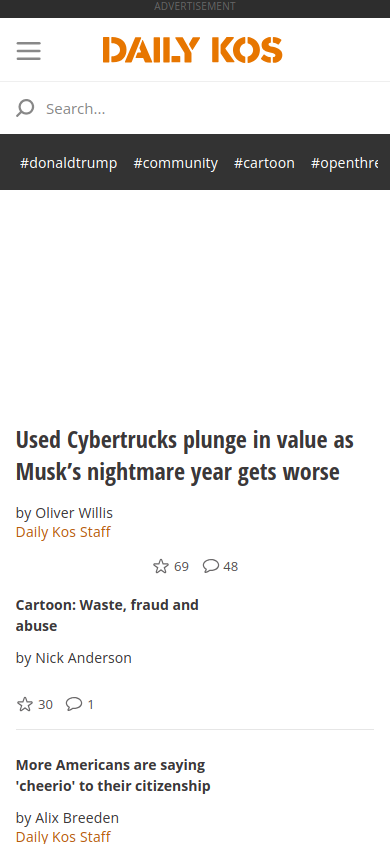 ADVERTISEMENT
DAILY KOS
Search...
#donaldtrump #community #cartoon #openthre
Used Cybertrucks plunge in value as
Musk’s nightmare year gets worse
by Oliver Willis
Daily Kos Staff
69 48
Cartoon: Waste, fraud and
abuse
by Nick Anderson
30 1
More Americans are saying
'cheerio' to their citizenship
by Alix Breeden
Daily Kos Staff